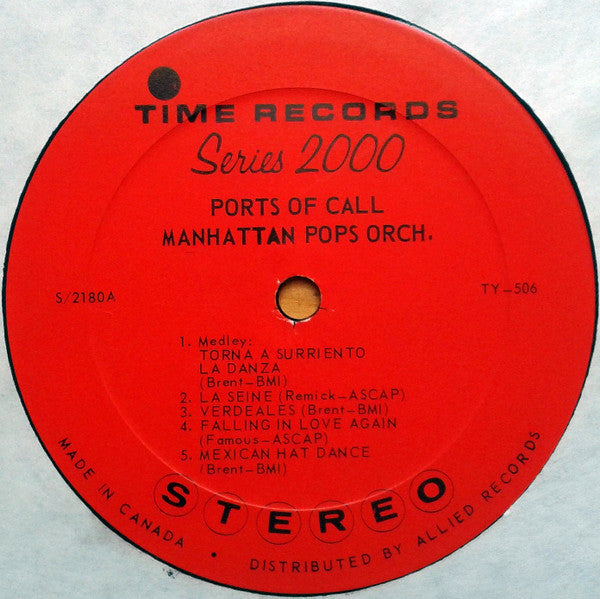 TIME RECORDS
Series 2000
PORTS OF CALL
MANHATTAN POPS ORCH.
S/2180A
TY-506
1. Medley:
TORNA A SURRIENTO
LA DANZA
(Brent-BMI)
2. LA SEINE (Remick-ASCAP)
3. VERDEALES (Brent-BMI)
4. FALLING IN LOVE AGAIN
(Famous-ASCAP)
5. MEXICAN HAT DANCE
(Brent-BMI)
STEREO
MADE IN CANADA • DISTRIBUTED BY ALLIED RECORDS